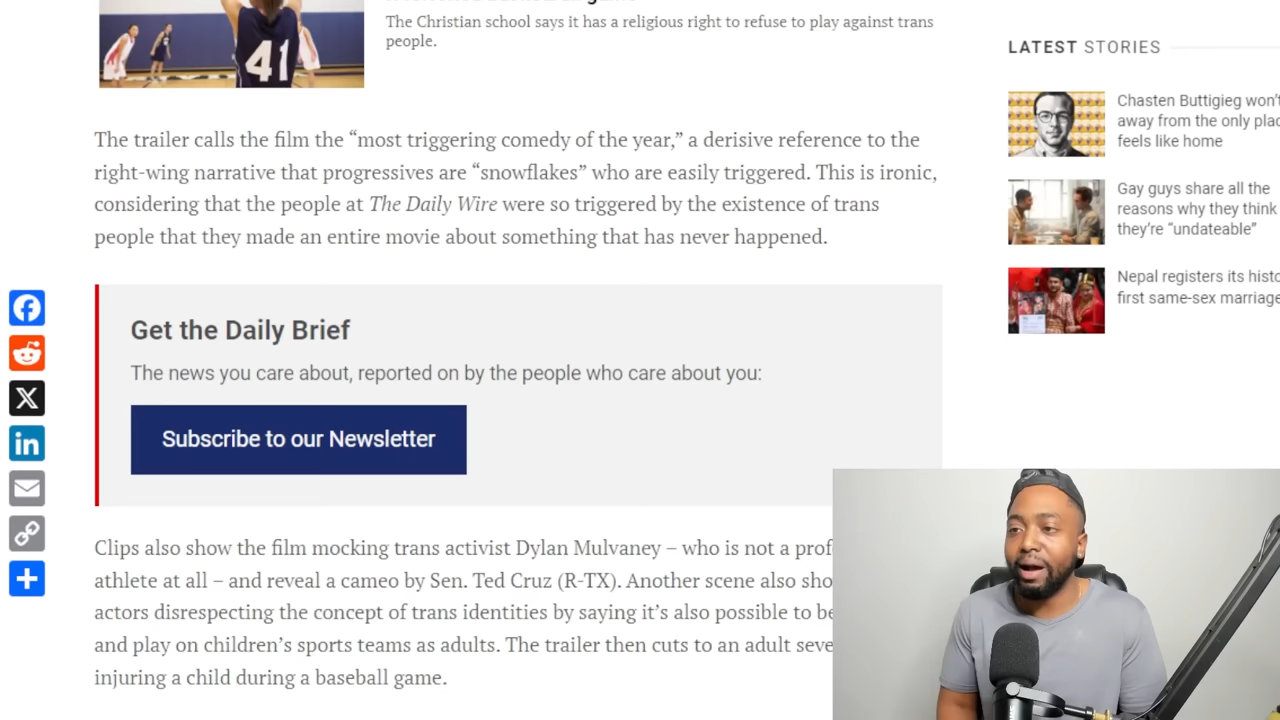 The Christian school says it has a religious right to refuse to play against trans
people.
41
The trailer calls the film the “most triggering comedy of the year,” a derisive reference to the
right-wing narrative that progressives are “snowflakes” who are easily triggered. This is ironic,
considering that the people at The Daily Wire were so triggered by the existence of trans
people that they made an entire movie about something that has never happened.
Get the Daily Brief
The news you care about, reported on by the people who care about you:
Subscribe to our Newsletter
Clips also show the film mocking trans activist Dylan Mulvaney – who is not a prof
athlete at all – and reveal a cameo by Sen. Ted Cruz (R-TX). Another scene also sho
actors disrespecting the concept of trans identities by saying it’s also possible to be
and play on children’s sports teams as adults. The trailer then cuts to an adult seve
injuring a child during a baseball game.
LATEST STORIES
Chasten Buttigieg won't
away from the only plac
feels like home
Gay guys share all the
reasons why they think
they’re “undateable”
Nepal registers its histo
first same-sex marriage